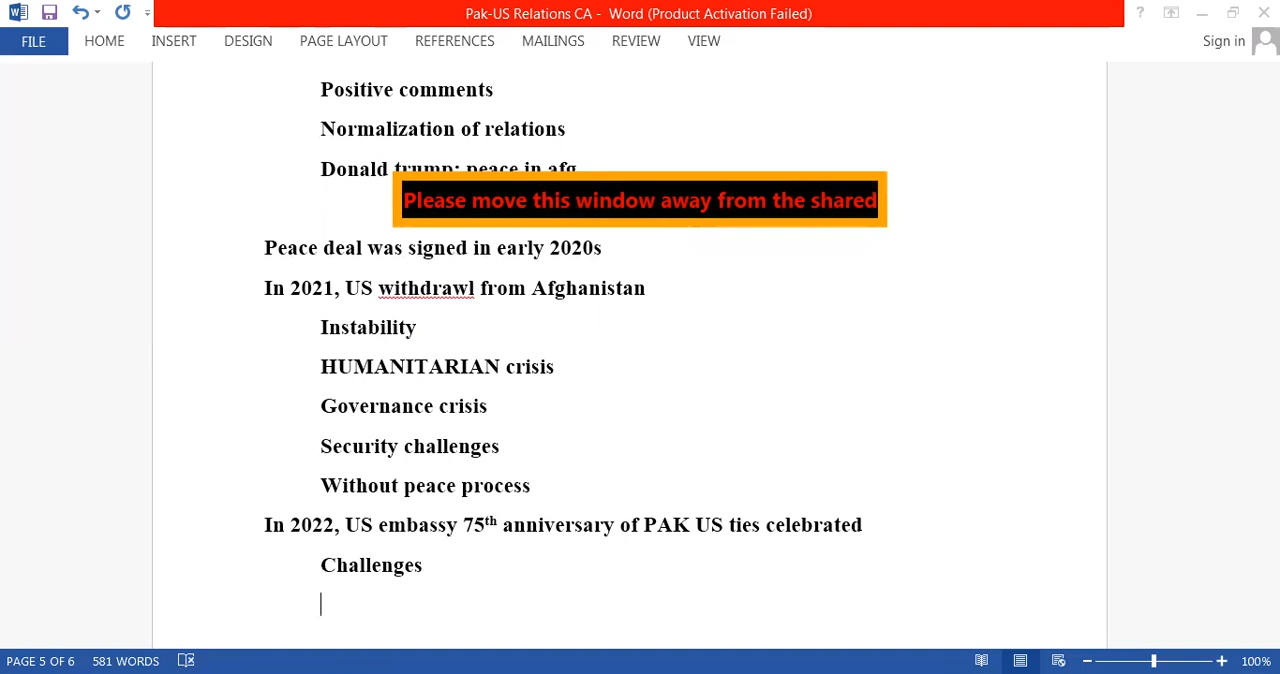 Pak-US Relations CA - Word (Product Activation Failed)
FILE HOME INSERT DESIGN PAGE LAYOUT REFERENCES MAILINGS REVIEW VIEW Sign in
Positive comments
Normalization of relations
Donald trump: peace in afg
Please move this window away from the shared
Peace deal was signed in early 2020s
In 2021, US withdrawl from Afghanistan
Instability
HUMANITARIAN crisis
Governance crisis
Security challenges
Without peace process
In 2022, US embassy 75th anniversary of PAK US ties celebrated
Challenges
PAGE 5 OF 6 581 WORDS 100%